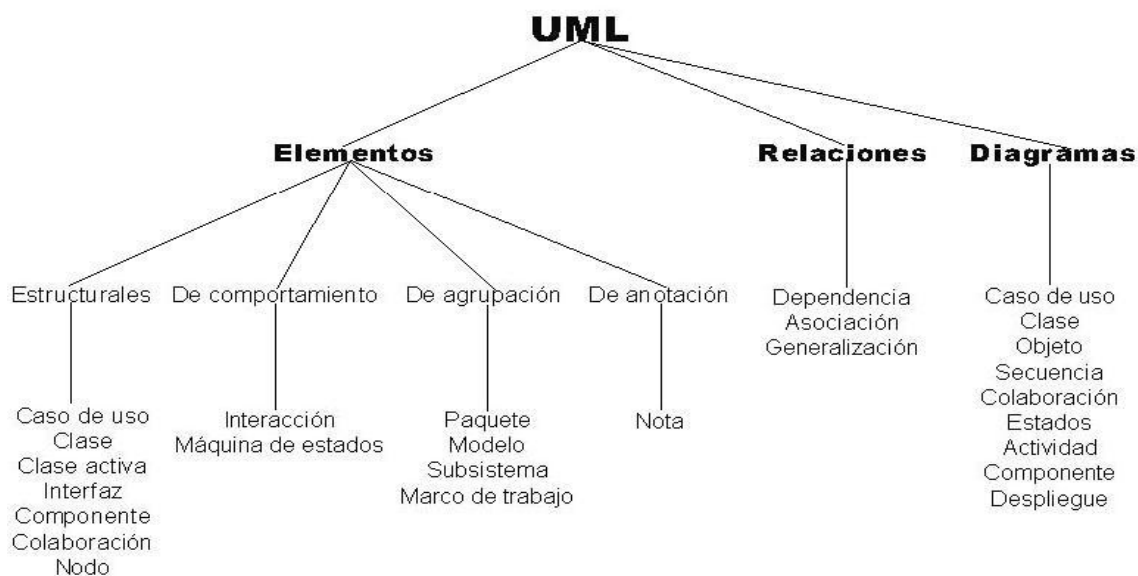 UML
Elementos
Relaciones
Diagramas
Estructurales
De comportamiento
De agrupación
De anotación
Dependencia
Asociación
Generalización
Caso de uso
Clase
Objeto
Secuencia
Colaboración
Estados
Actividad
Componente
Despliegue
Caso de uso
Clase
Clase activa
Interfaz
Componente
Colaboración
Nodo
Interacción
Máquina de estados
Paquete
Modelo
Subsistema
Marco de trabajo
Nota